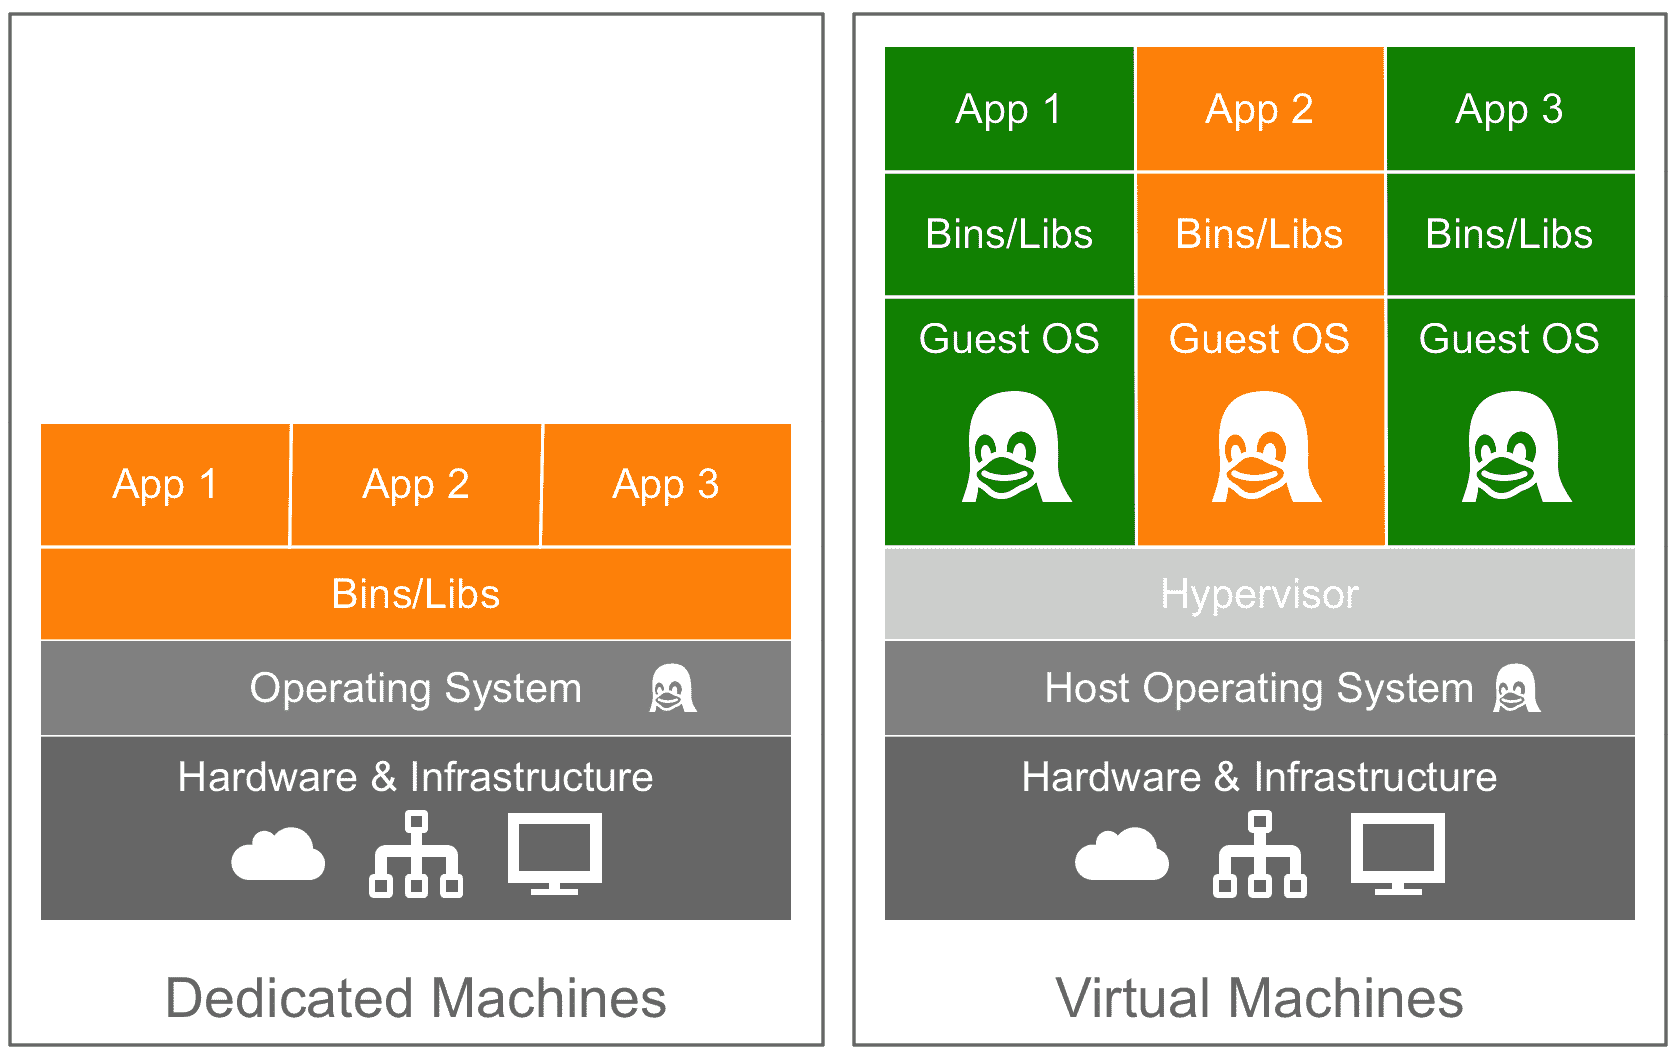 App 1
App 2
App 3
Bins/Libs
Operating System
Hardware & Infrastructure
Dedicated Machines
App 1
App 2
App 3
Bins/Libs
Bins/Libs
Bins/Libs
Guest OS
Guest OS
Guest OS
Hypervisor
Host Operating System
Hardware & Infrastructure
Virtual Machines